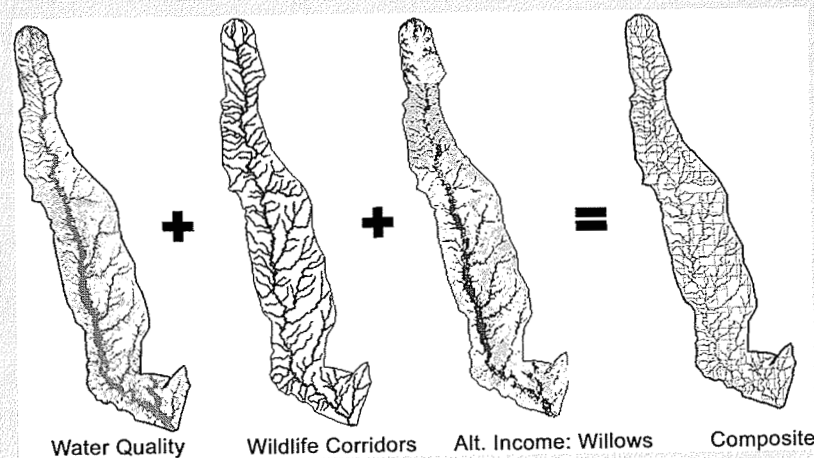 + + =
Water Quality Wildlife Corridors Alt. Income: Willows Composite